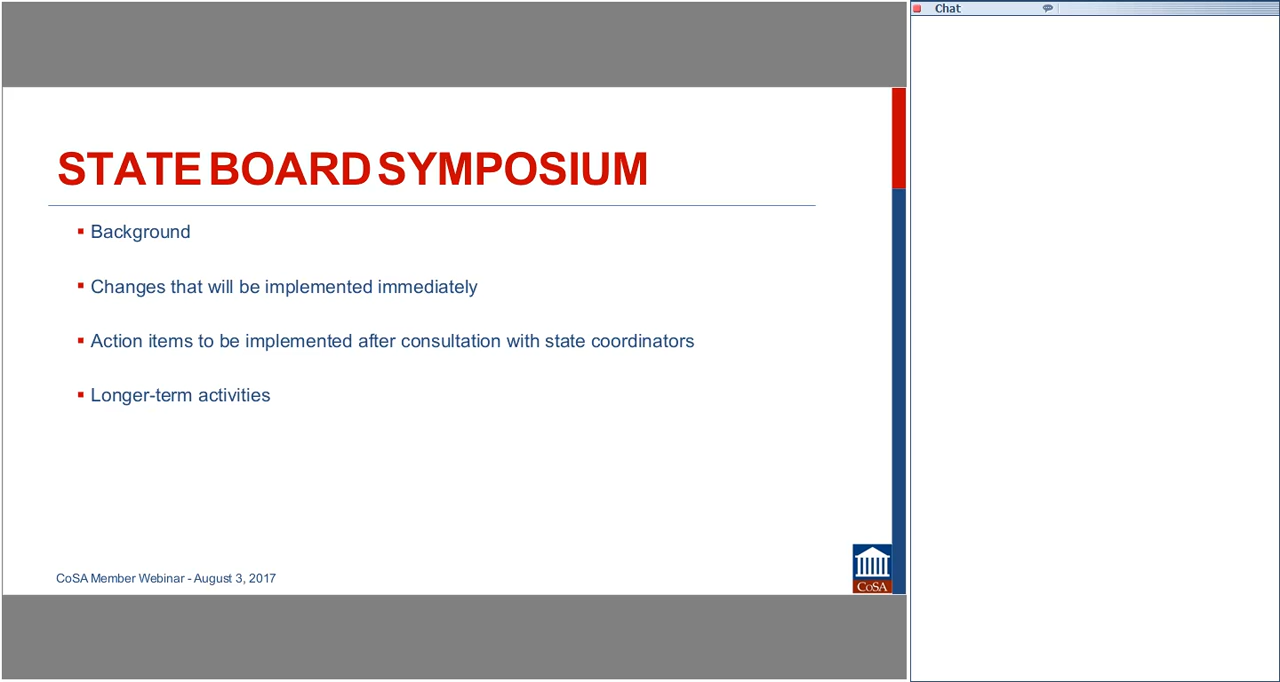 Chat
STATE BOARD SYMPOSIUM
Background
Changes that will be implemented immediately
Action items to be implemented after consultation with state coordinators
Longer-term activities
CoSA Member Webinar - August 3, 2017
CoSA